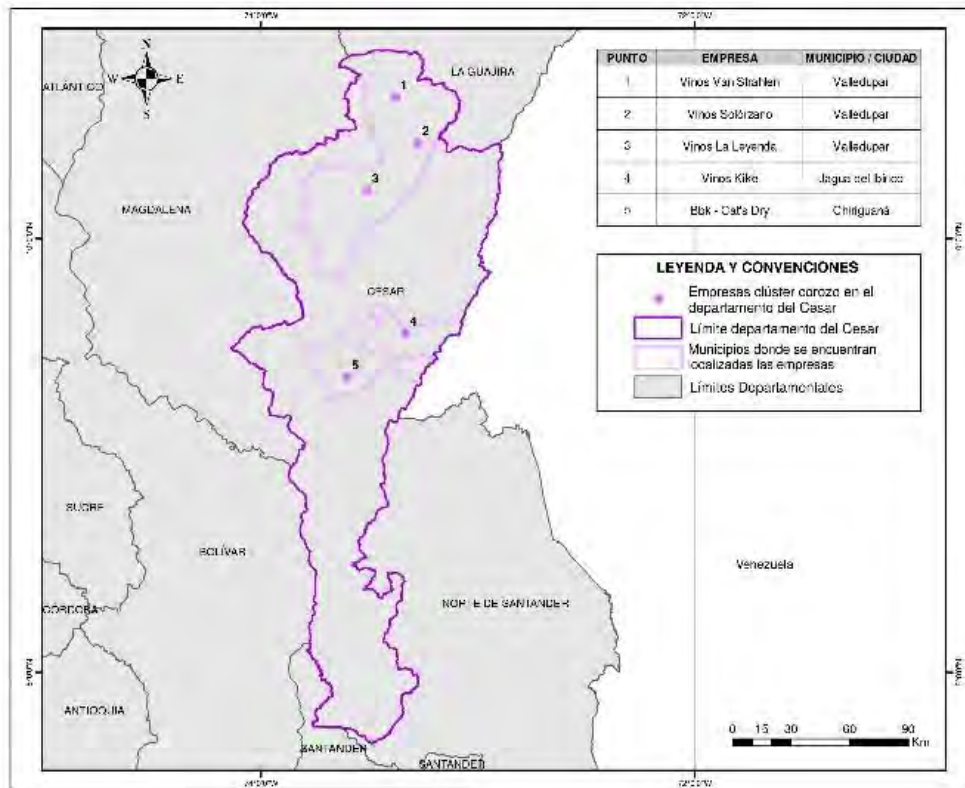 N
W E
S
ATLÁNTICO
LA GUAJIRA
MAGDALENA
CESAR
SUCRE
BOLÍVAR
CÓRDOBA
NORTE DE SANTANDER
ANTIOQUIA
SANTANDER
SANTANDER
Venezuela
1
2
3
4
5
PUNTO EMPRESA MUNICIPIO / CIUDAD
1 Vinos Van Strahlen Valledupar
2 Vinos Solórzano Valledupar
3 Vinos La Leyenda Valledupar
4 Vinos Kike Jagua del Ibirico
5 Bbk - Cat's Dry Chiriguaná
LEYENDA Y CONVENCIONES
Empresas clúster corozo en el
departamento del Cesar
Límite departamento del Cesar
Municipios donde se encuentran
localizadas las empresas
Límites Departamentales
0 15 30 60 90
Km